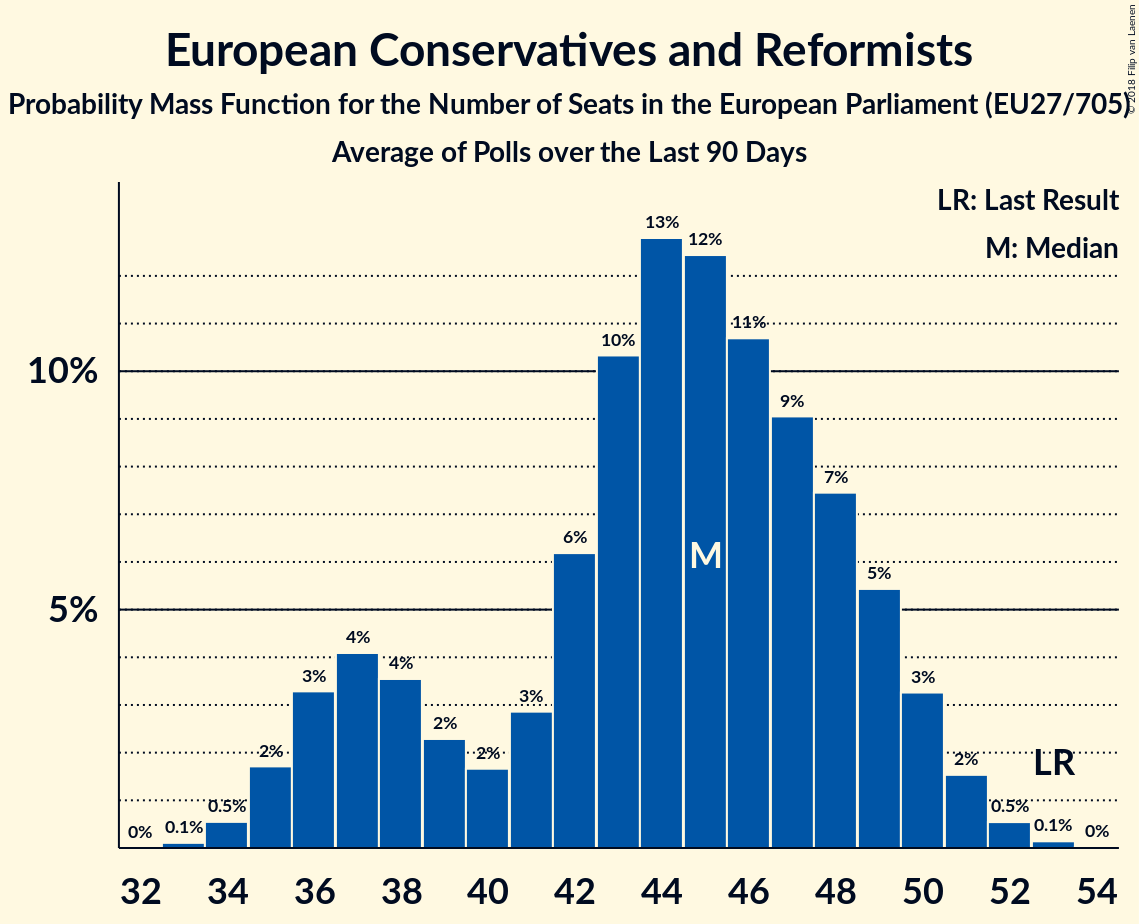 European Conservatives and Reformists
Probability Mass Function for the Number of Seats in the European Parliament (EU27/705)
Average of Polls over the Last 90 Days
© 2018 Filip van Laenen
LR: Last Result
M: Median
10%
5%
0%
0.1%
0.5%
2%
3%
4%
4%
2%
2%
3%
6%
10%
13%
12%
11%
9%
7%
5%
3%
2%
0.5%
0.1%
0%
M
LR
32 34 36 38 40 42 44 46 48 50 52 54